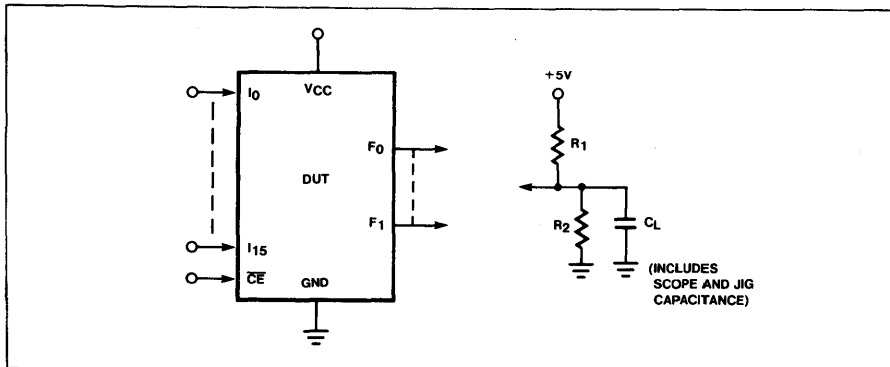 +5V
VCC
I0
R1
F0
DUT
F1
R2
CL
I15
CE
GND
(INCLUDES
SCOPE AND JIG
CAPACITANCE)